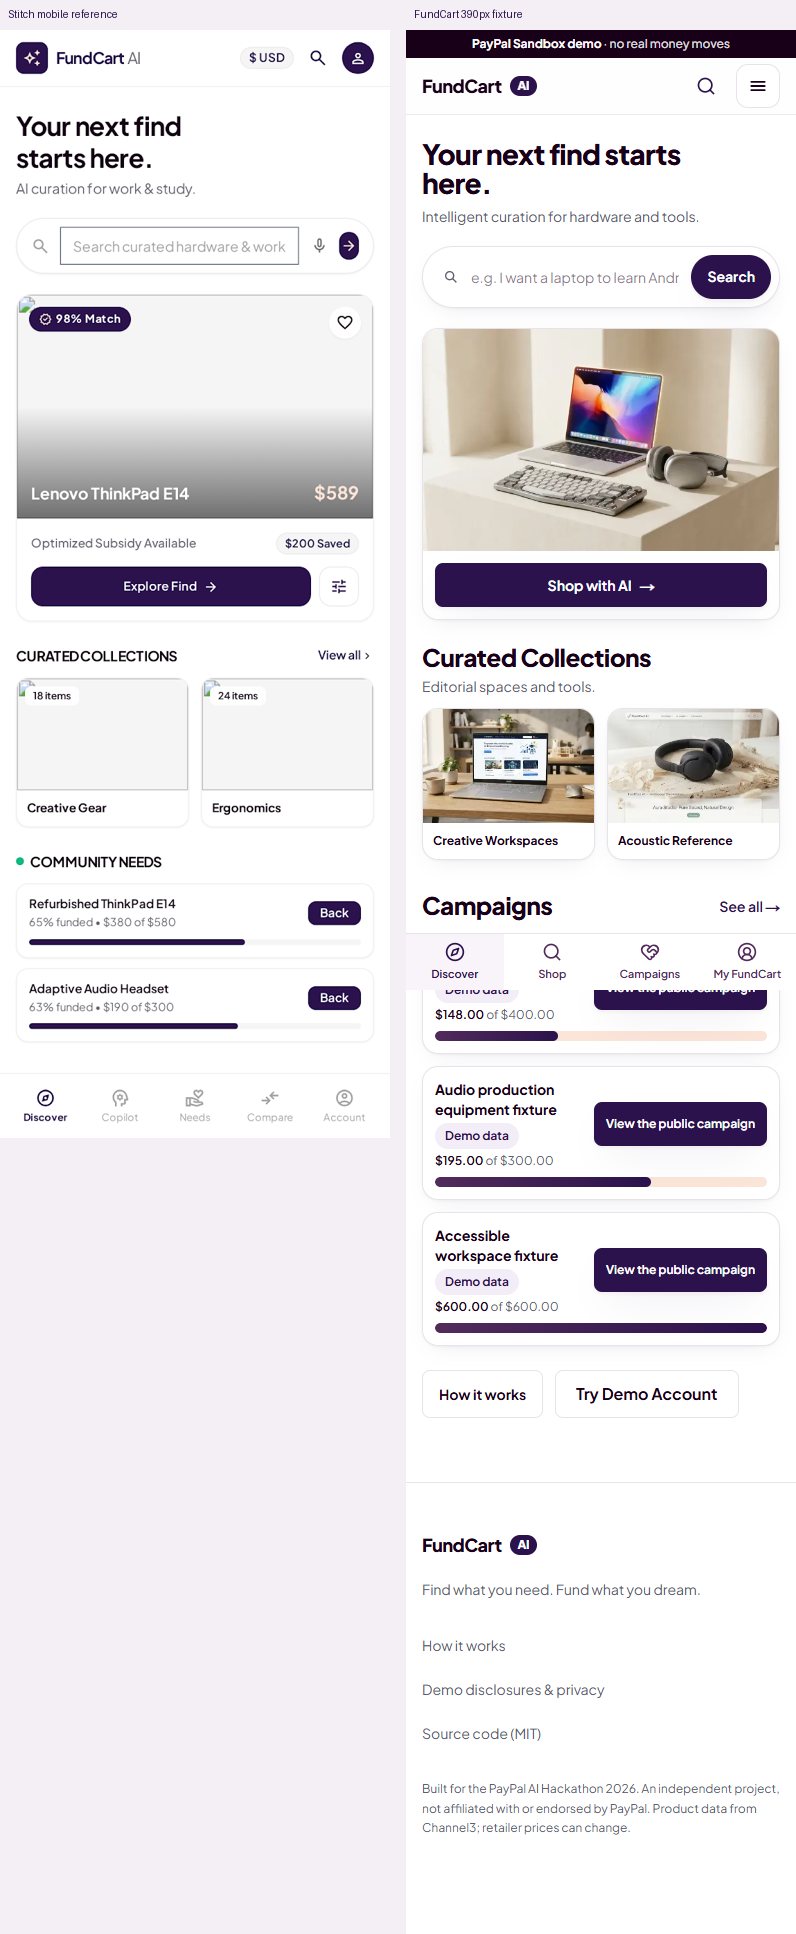 Stitch mobile reference
FundCart AI
$ USD
Your next find
starts here.
AI curation for work & study.
Search curated hardware & work
98% Match
Lenovo ThinkPad E14
$589
Optimized Subsidy Available
$200 Saved
Explore Find →
CURATED COLLECTIONS
View all ›
18 items
24 items
Creative Gear
Ergonomics
COMMUNITY NEEDS
Refurbished ThinkPad E14
65% funded • $380 of $580
Back
Adaptive Audio Headset
63% funded • $190 of $300
Back
Discover
Copilot
Needs
Compare
Account
FundCart 390px fixture
PayPal Sandbox demo · no real money moves
FundCart AI
Your next find starts
here.
Intelligent curation for hardware and tools.
e.g. I want a laptop to learn Andr
Search
Shop with AI →
Curated Collections
Editorial spaces and tools.
Creative Workspaces
Acoustic Reference
Campaigns
See all →
Discover
Shop
Campaigns
My FundCart
Demo data
View the public campaign
$148.00 of $400.00
Audio production
equipment fixture
Demo data
View the public campaign
$195.00 of $300.00
Accessible
workspace fixture
Demo data
View the public campaign
$600.00 of $600.00
How it works
Try Demo Account
FundCart AI
Find what you need. Fund what you dream.
How it works
Demo disclosures & privacy
Source code (MIT)
Built for the PayPal AI Hackathon 2026. An independent project,
not affiliated with or endorsed by PayPal. Product data from
Channel3; retailer prices can change.